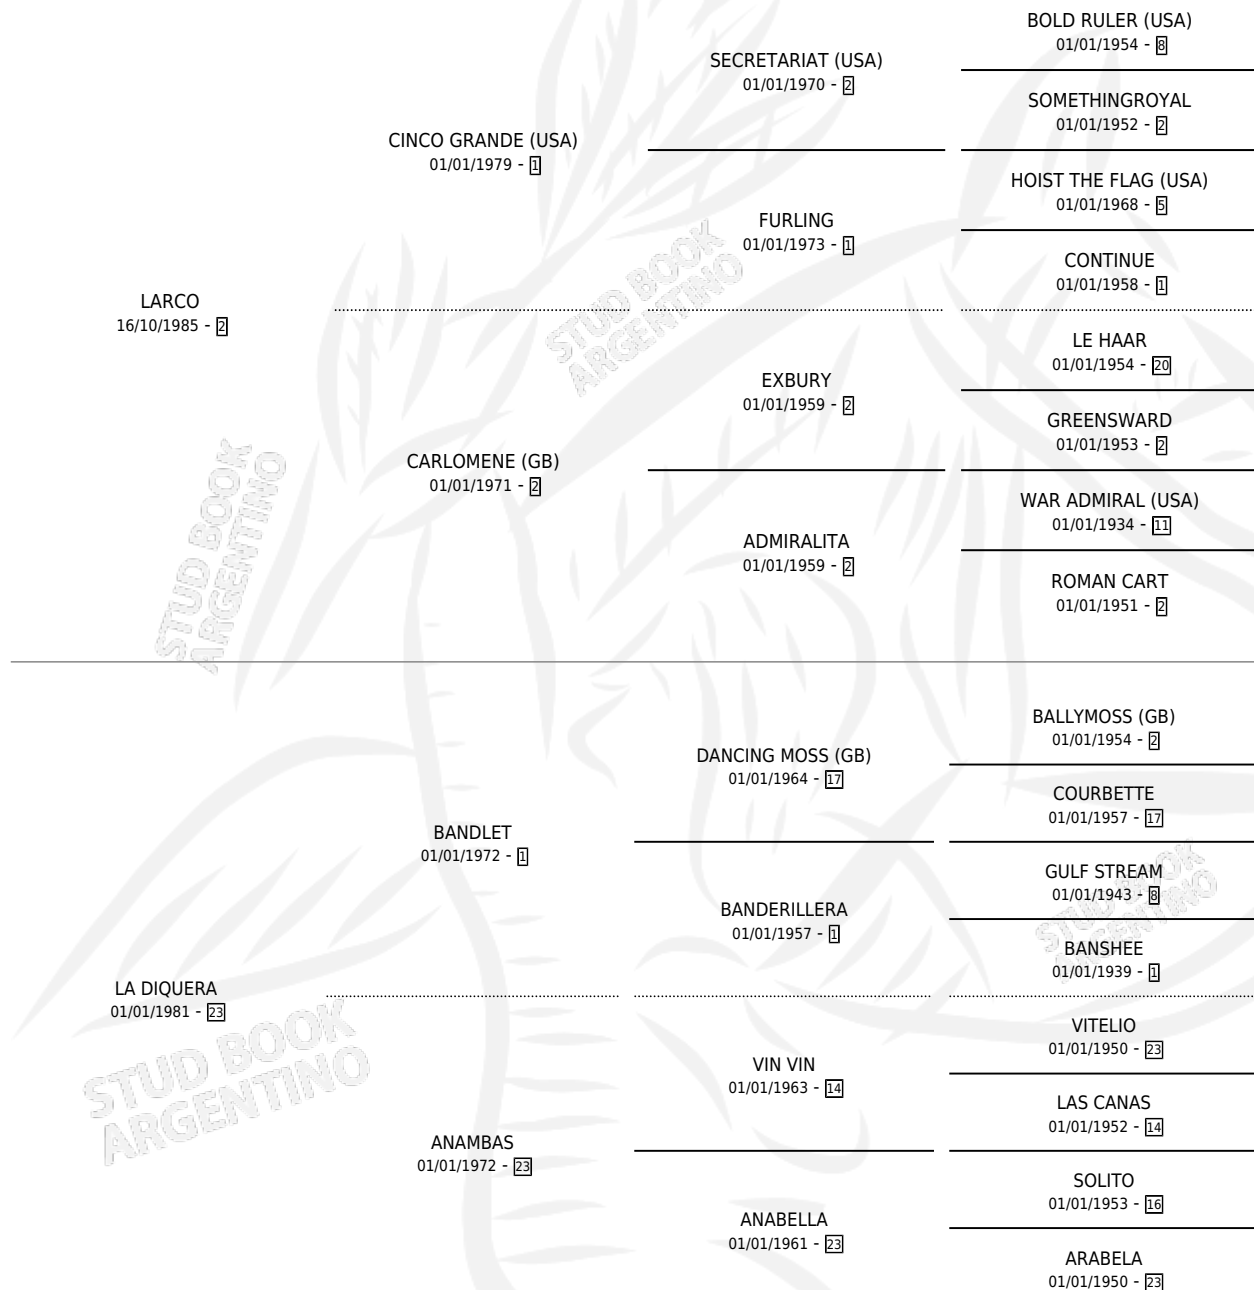 BOLD RULER (USA)
01/01/1954 - 8
SECRETARIAT (USA)
01/01/1970 - 2
SOMETHINGROYAL
01/01/1952 - 2
CINCO GRANDE (USA)
01/01/1979 - 1
HOIST THE FLAG (USA)
01/01/1968 - 5
FURLING
01/01/1973 - 1
CONTINUE
01/01/1958 - 1
LARCO
16/10/1985 - 2
LE HAAR
01/01/1954 - 20
EXBURY
01/01/1959 - 2
GREENSWARD
01/01/1953 - 2
CARLOMENE (GB)
01/01/1971 - 2
WAR ADMIRAL (USA)
01/01/1934 - 11
ADMIRALITA
01/01/1959 - 2
ROMAN CART
01/01/1951 - 2
BALLYMOSS (GB)
01/01/1954 - 2
DANCING MOSS (GB)
01/01/1964 - 17
COURBETTE
01/01/1957 - 17
BANDLET
01/01/1972 - 1
GULF STREAM
01/01/1943 - 8
BANDERILLERA
01/01/1957 - 1
BANSHEE
01/01/1939 - 1
LA DIQUERA
01/01/1981 - 23
VITELIO
01/01/1950 - 23
VIN VIN
01/01/1963 - 14
LAS CANAS
01/01/1952 - 14
ANAMBAS
01/01/1972 - 23
SOLITO
01/01/1953 - 16
ANABELLA
01/01/1961 - 23
ARABELA
01/01/1950 - 23
STUD BOOK
ARGENTINO
STUD BOOK
ARGENTINO
STUD BOOK
ARGENTINO
STUD BOOK
ARGENTINO